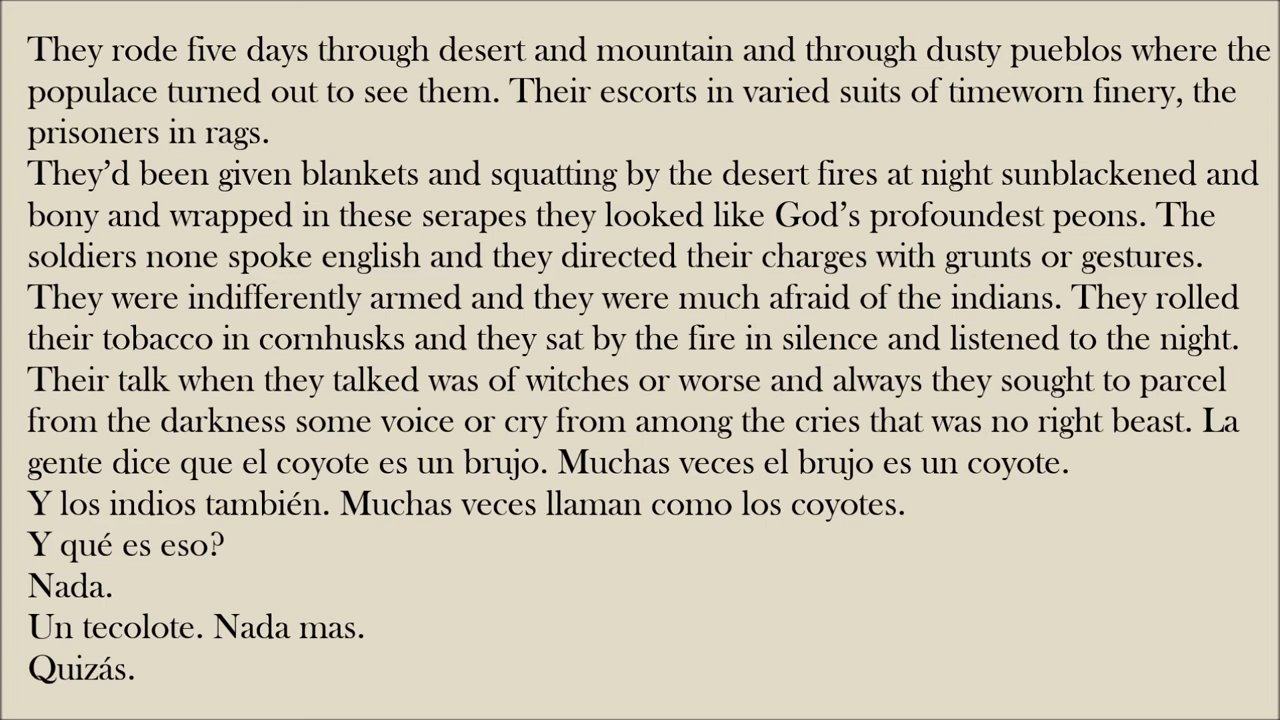 They rode five days through desert and mountain and through dusty pueblos where the
populace turned out to see them. Their escorts in varied suits of timeworn finery, the
prisoners in rags.
They’d been given blankets and squatting by the desert fires at night sunblackened and
bony and wrapped in these serapes they looked like God’s profoundest peons. The
soldiers none spoke english and they directed their charges with grunts or gestures.
They were indifferently armed and they were much afraid of the indians. They rolled
their tobacco in cornhusks and they sat by the fire in silence and listened to the night.
Their talk when they talked was of witches or worse and always they sought to parcel
from the darkness some voice or cry from among the cries that was no right beast. La
gente dice que el coyote es un brujo. Muchas veces el brujo es un coyote.
Y los indios también. Muchas veces llaman como los coyotes.
Y qué es eso?
Nada.
Un tecolote. Nada mas.
Quizás.